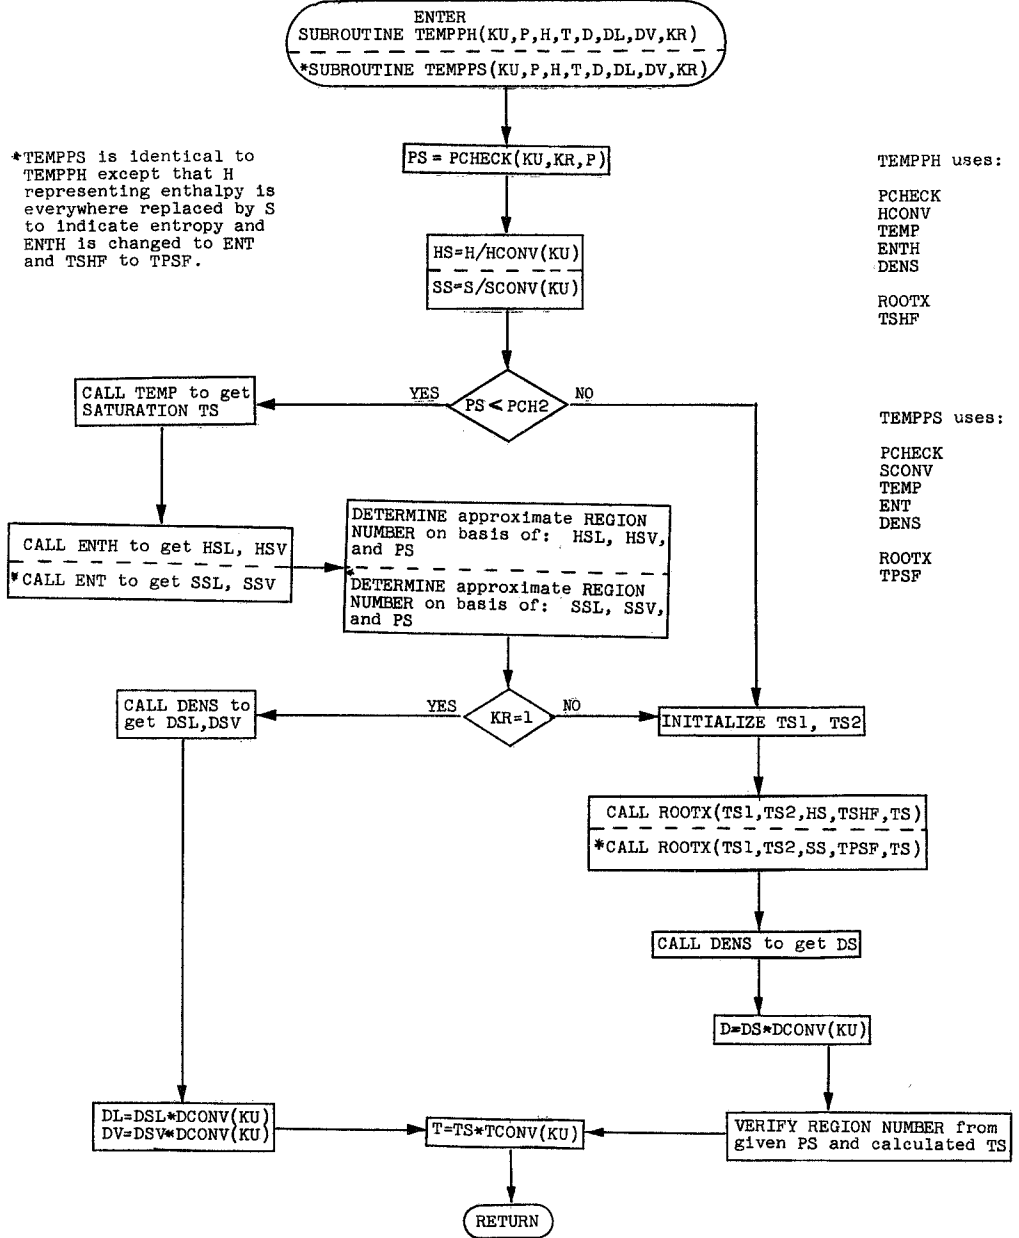 ENTER
SUBROUTINE TEMPPH(KU,P,H,T,D,DL,DV,KR)
*SUBROUTINE TEMPPS(KU,P,H,T,D,DL,DV,KR)
*TEMPPS is identical to
TEMPPH except that H
representing enthalpy is
everywhere replaced by S
to indicate entropy and
ENTH is changed to ENT
and TSHF to TPSF.
PS = PCHECK(KU,KR,P)
TEMPPH uses:
PCHECK
HCONV
TEMP
ENTH
DENS
ROOTX
TSHF
HS=H/HCONV(KU)
SS=S/SCONV(KU)
PS < PCH2
YES
NO
CALL TEMP to get
SATURATION TS
TEMPPS uses:
PCHECK
SCONV
TEMP
ENT
DENS
ROOTX
TPSF
CALL ENTH to get HSL, HSV
*CALL ENT to get SSL, SSV
DETERMINE approximate REGION
NUMBER on basis of: HSL, HSV,
and PS
*
DETERMINE approximate REGION
NUMBER on basis of: SSL, SSV,
and PS
KR=1
YES
NO
CALL DENS to
get DSL,DSV
INITIALIZE TS1, TS2
CALL ROOTX(TS1,TS2,HS,TSHF,TS)
*CALL ROOTX(TS1,TS2,SS,TPSF,TS)
CALL DENS to get DS
D=DS*DCONV(KU)
DL=DSL*DCONV(KU)
DV=DSV*DCONV(KU)
T=TS*TCONV(KU)
VERIFY REGION NUMBER from
given PS and calculated TS
RETURN